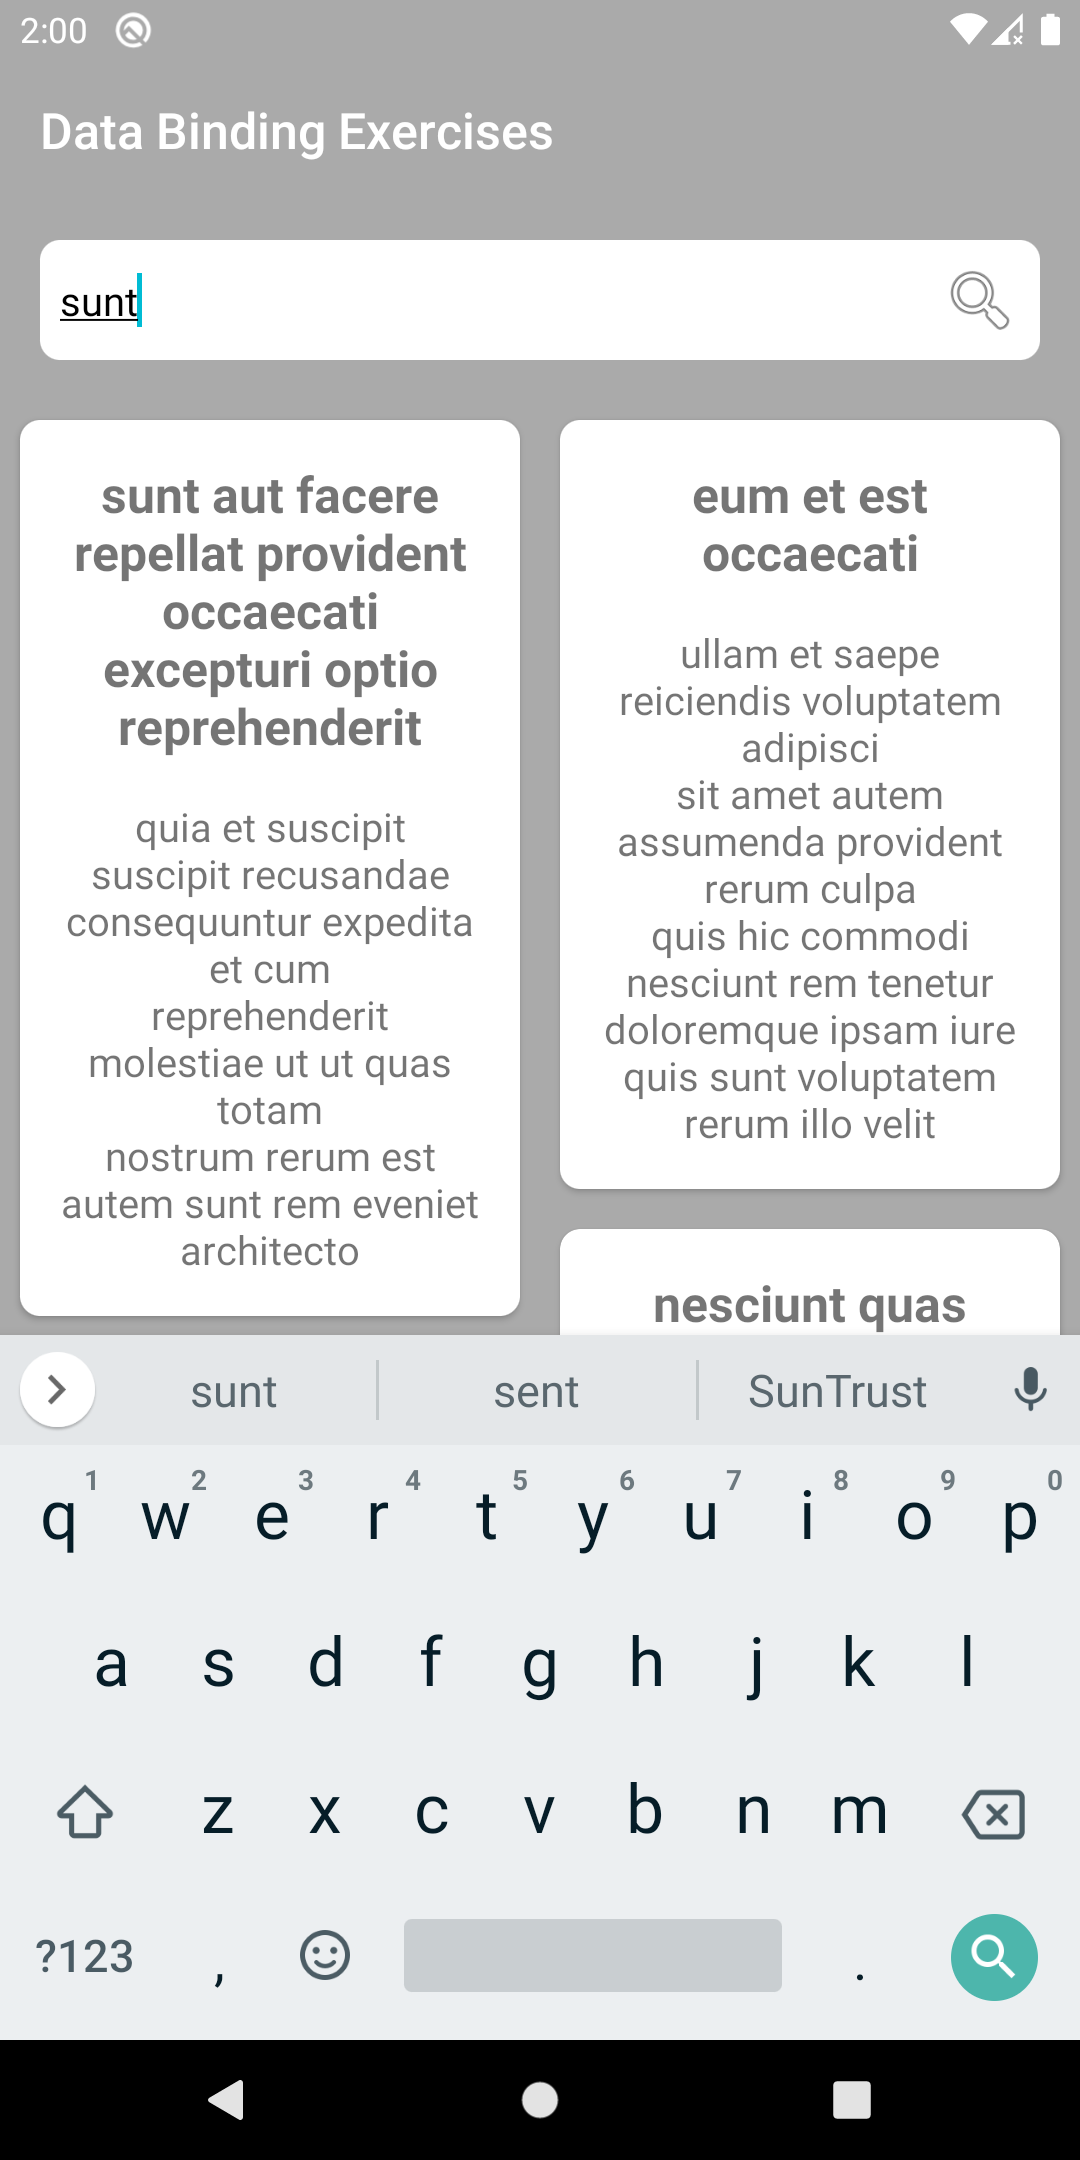 2:00
Data Binding Exercises
sunt
sunt aut facere
repellat provident
occaecati
excepturi optio
reprehenderit
quia et suscipit
suscipit recusandae
consequuntur expedita
et cum
reprehenderit
molestiae ut ut quas
totam
nostrum rerum est
autem sunt rem eveniet
architecto
eum et est
occaecati
ullam et saepe
reiciendis voluptatem
adipisci
sit amet autem
assumenda provident
rerum culpa
quis hic commodi
nesciunt rem tenetur
doloremque ipsam iure
quis sunt voluptatem
rerum illo velit
nesciunt quas
sunt sent SunTrust
1 2 3 4 5 6 7 8 9 0
q w e r t y u i o p
a s d f g h j k l
z x c v b n m
?123 , .